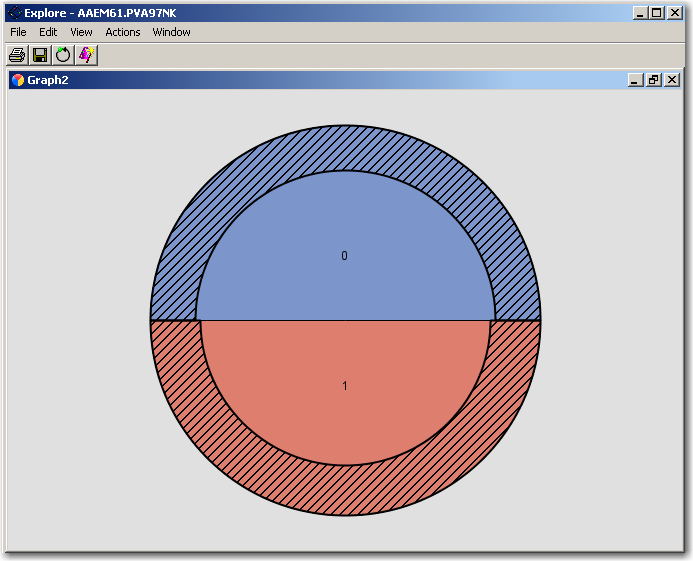 Explore - AAEM61.PVA97NK
File Edit View Actions Window
Graph2
0
1